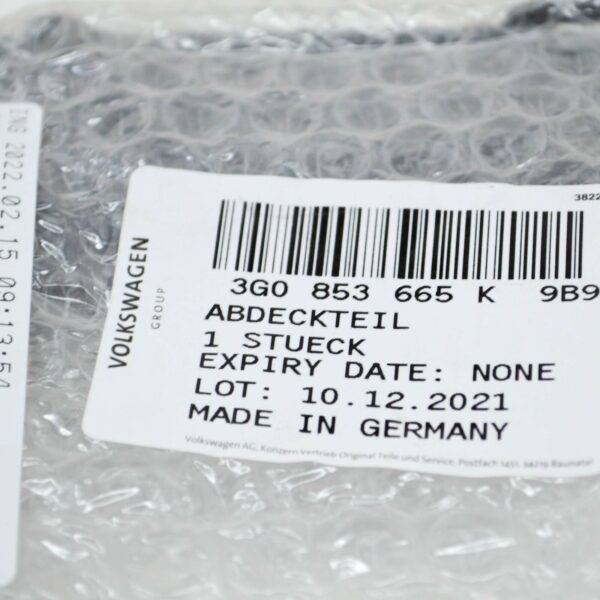 ING 2022.02.15 09:13:54
3822
VOLKSWAGEN
GROUP
3G0 853 665 K 9B9
ABDECKTEIL
1 STUECK
EXPIRY DATE: NONE
LOT: 10.12.2021
MADE IN GERMANY
Volkswagen AG, Konzern Vertrieb Original Teile und Service, Postfach 1451, 34219 Baunatal